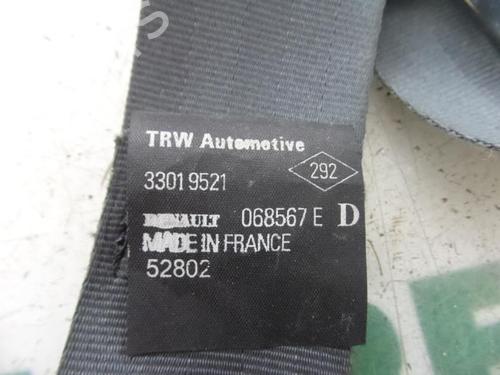 TRW Automotive
33019521 292
RENAULT 068567 E D
MADE IN FRANCE
52802